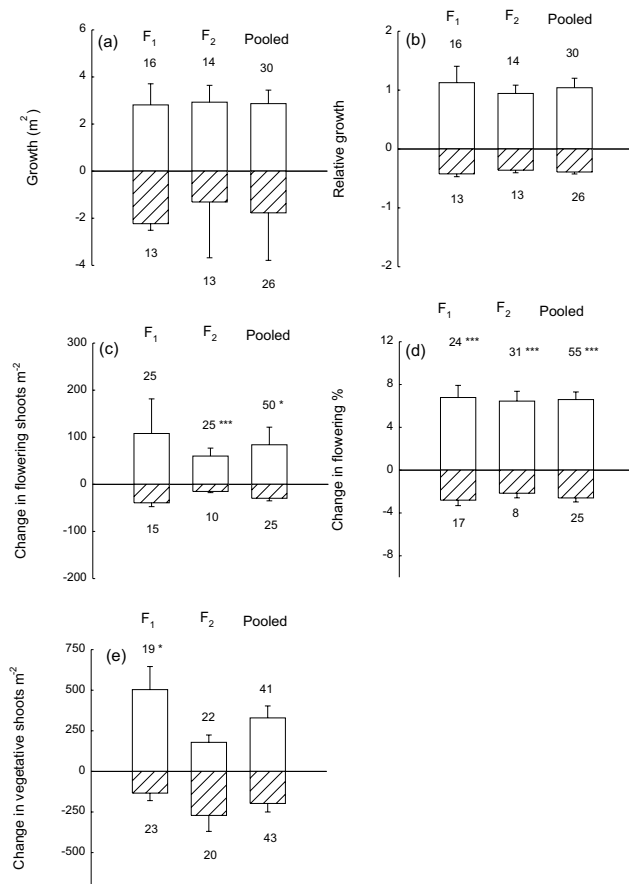 (a)
F1 F2 Pooled
16 14 30
6
4
2
0
-2
-4
Growth (m2)
13 13 26
(b)
F1 F2 Pooled
16 14 30
2
1
0
-1
-2
Relative growth
13 13 26
(c)
F1 F2 Pooled
25 25 *** 50 *
300
200
100
0
-100
-200
Change in flowering shoots m-2
15 10 25
(d)
F1 F2 Pooled
24 *** 31 *** 55 ***
12
8
4
0
-4
-8
Change in flowering %
17 8 25
(e)
F1 F2 Pooled
19 * 22 41
750
500
250
0
-250
-500
Change in vegetative shoots m-2
23 20 43